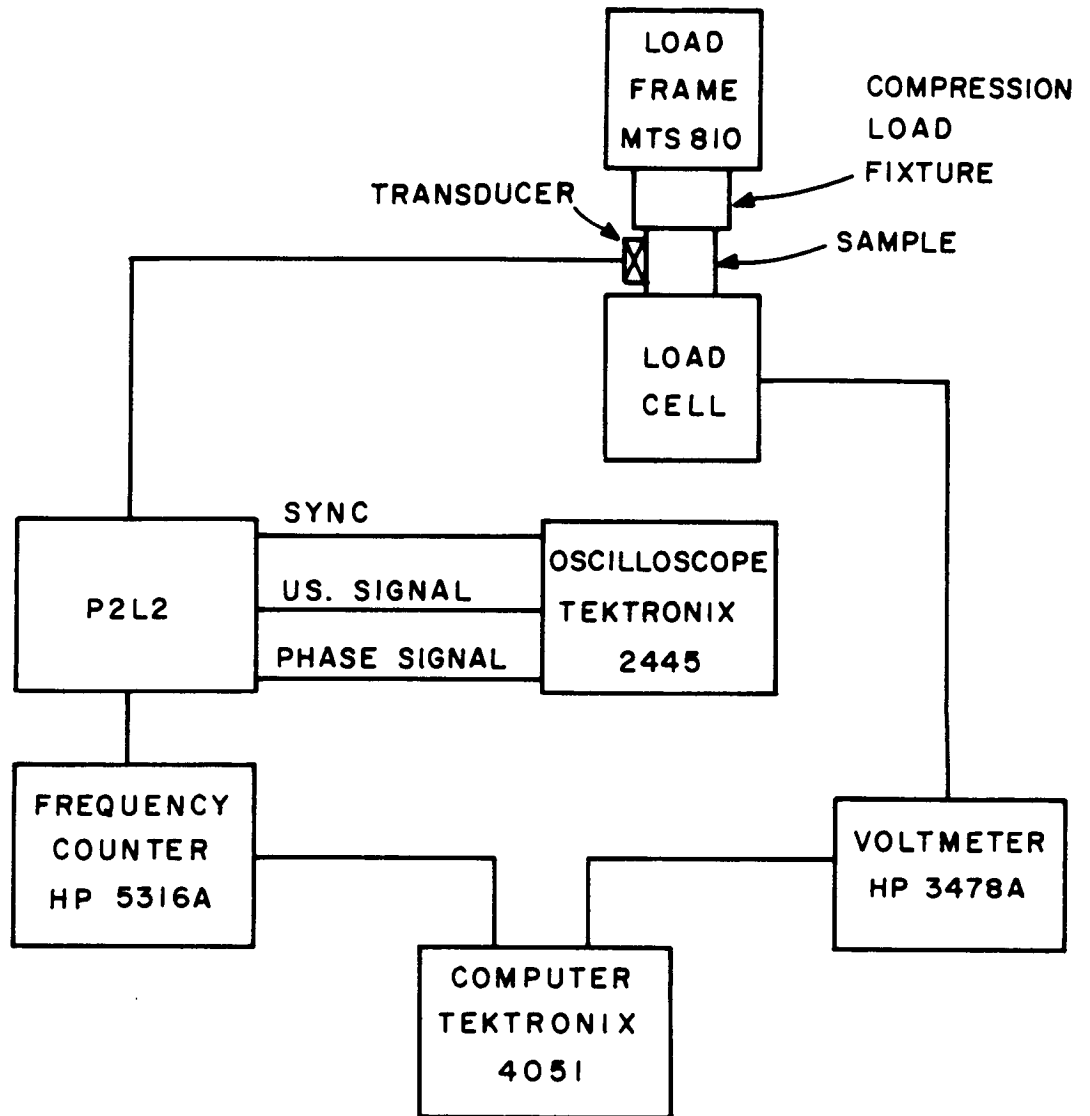 LOAD
FRAME
MTS 810
COMPRESSION
LOAD
FIXTURE
TRANSDUCER
SAMPLE
LOAD
CELL
SYNC
US. SIGNAL
PHASE SIGNAL
P2L2
OSCILLOSCOPE
TEKTRONIX
2445
FREQUENCY
COUNTER
HP 5316A
VOLTMETER
HP 3478A
COMPUTER
TEKTRONIX
4051